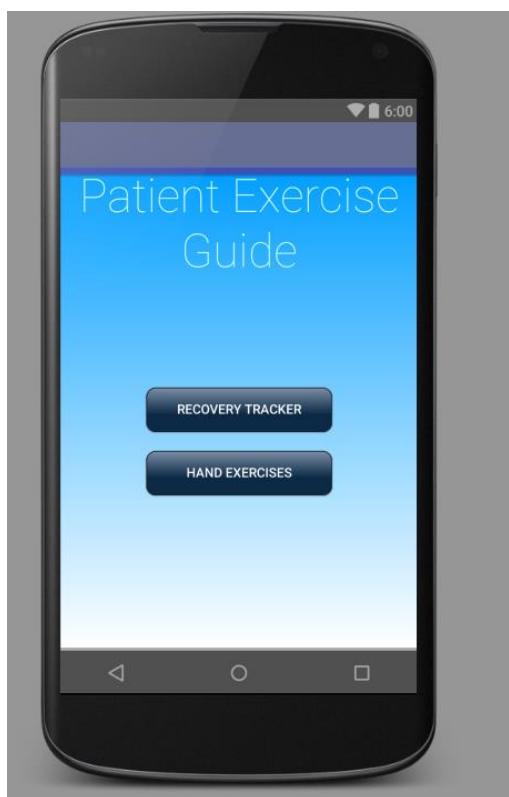 6:00
Patient Exercise
Guide
RECOVERY TRACKER
HAND EXERCISES